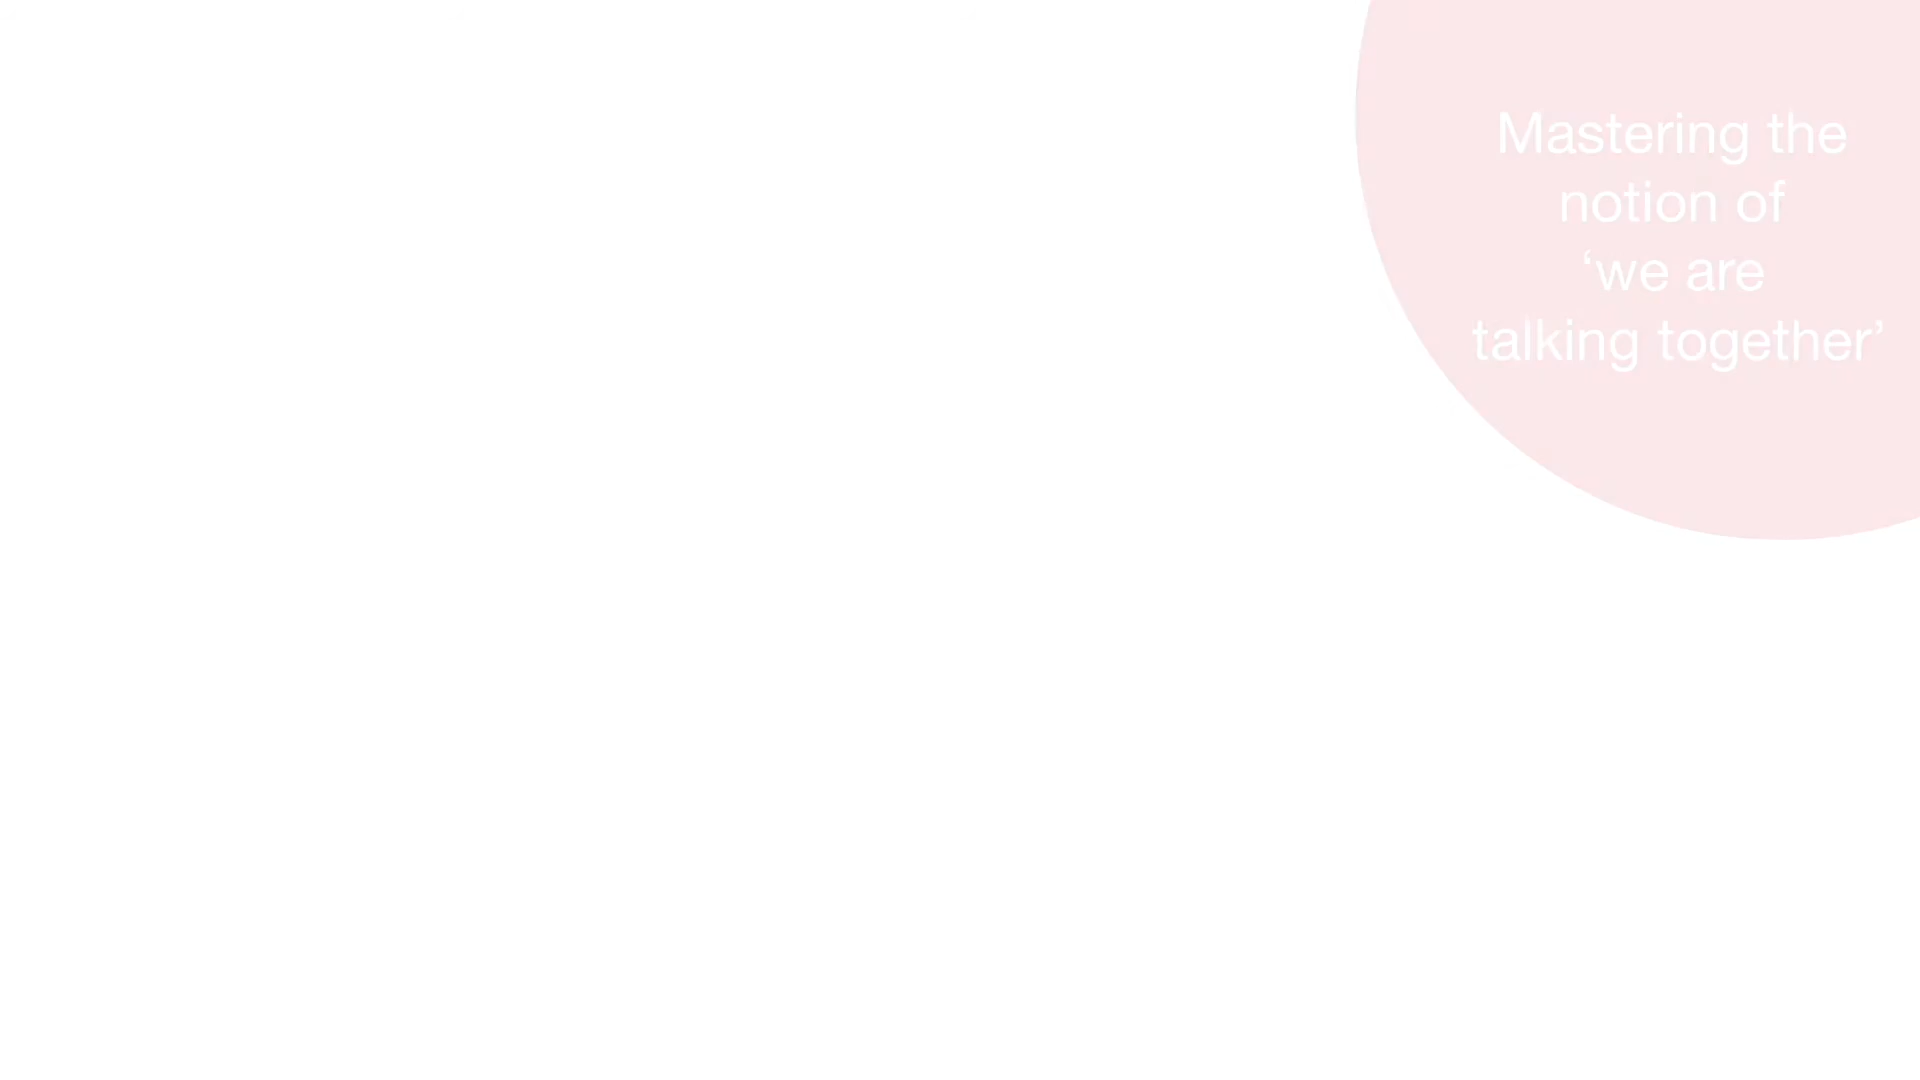 Mastering the
notion of
‘we are
talking together’